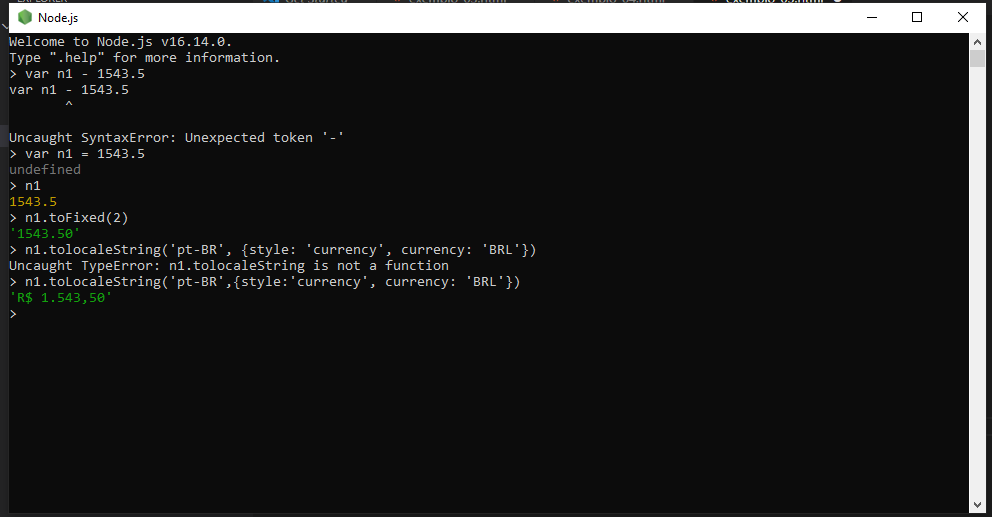 EXPLORER
Node.js
Welcome to Node.js v16.14.0.
Type ".help" for more information.
> var n1 - 1543.5
var n1 - 1543.5
^
Uncaught SyntaxError: Unexpected token '-'
> var n1 = 1543.5
undefined
> n1
1543.5
> n1.toFixed(2)
'1543.50'
> n1.tolocaleString('pt-BR', {style: 'currency', currency: 'BRL'})
Uncaught TypeError: n1.tolocaleString is not a function
> n1.toLocaleString('pt-BR',{style:'currency', currency: 'BRL'})
'R$ 1.543,50'
>